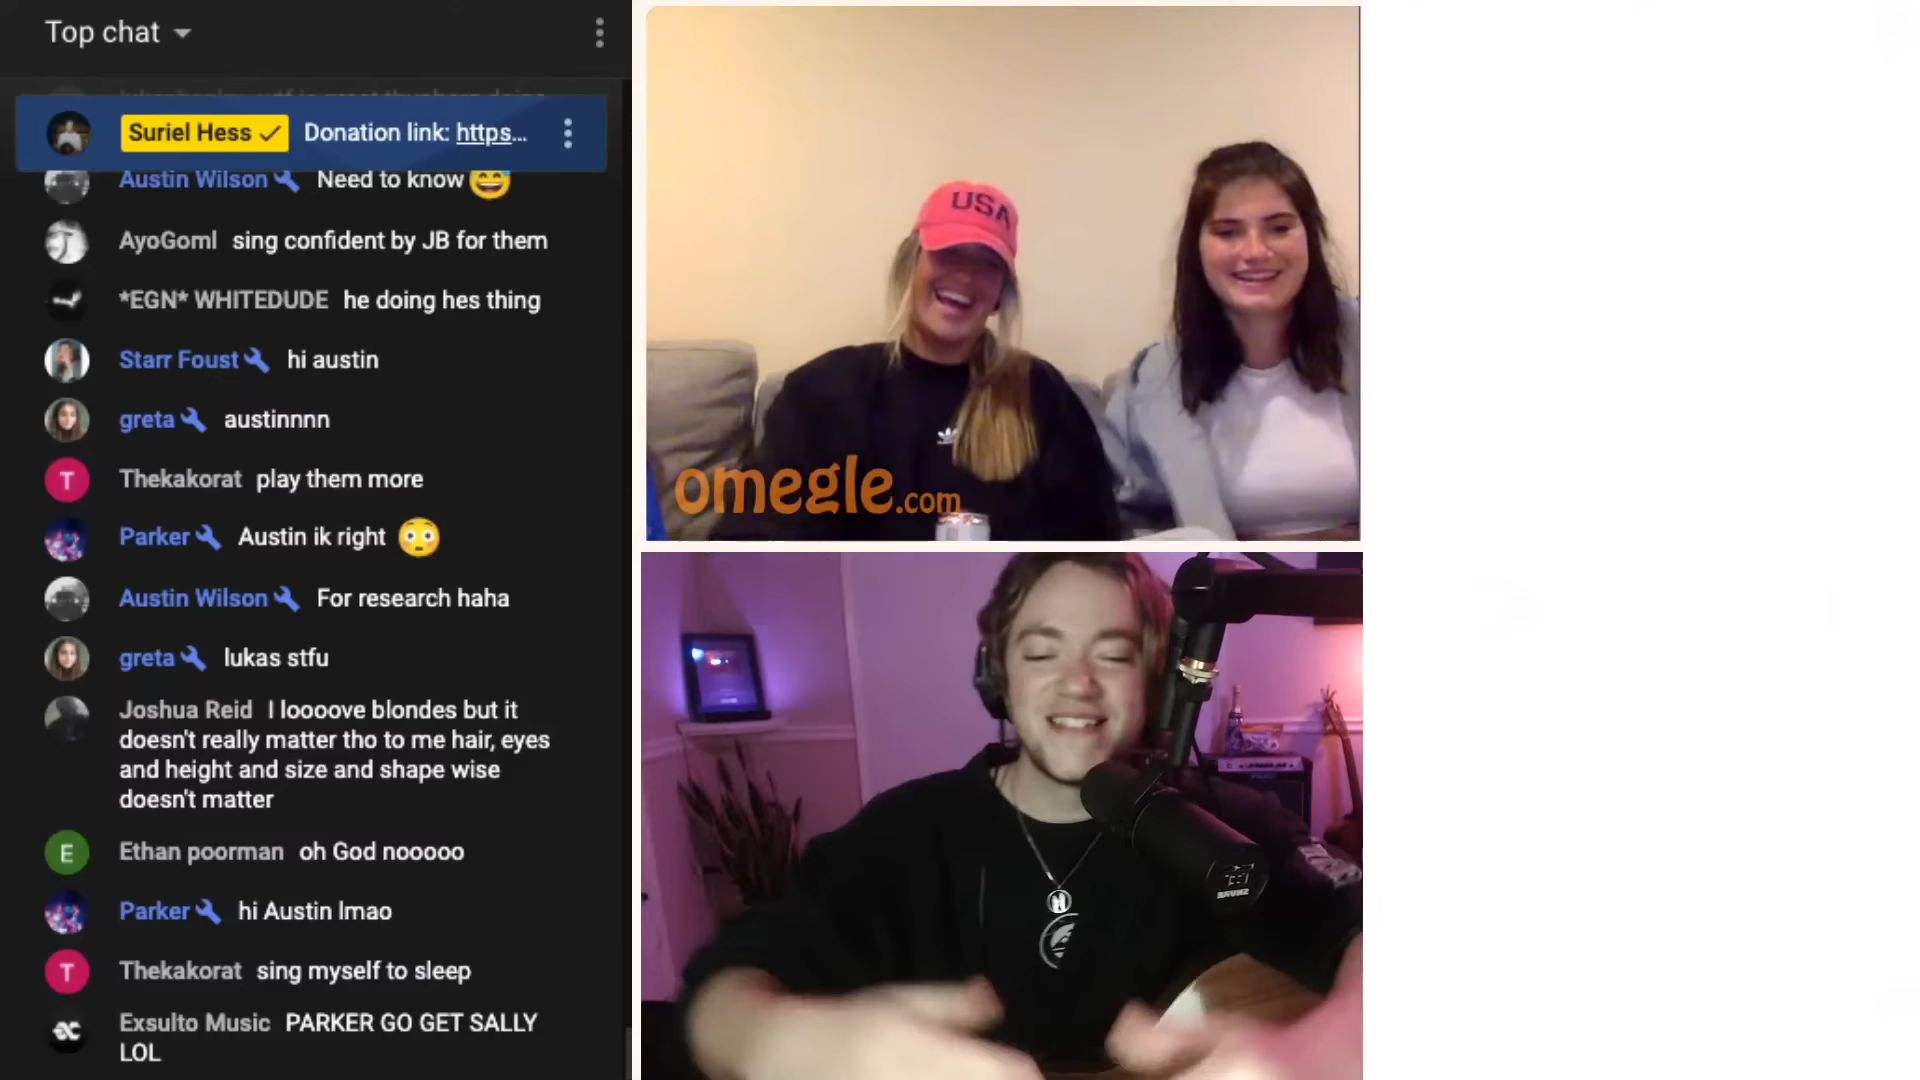 Top chat
Suriel Hess Donation link: https...
Austin Wilson Need to know
AyoGoml sing confident by JB for them
*EGN* WHITEDUDE he doing hes thing
Starr Foust hi austin
greta austinnnn
T Thekakorat play them more
Parker Austin ik right
Austin Wilson For research haha
greta lukas stfu
Joshua Reid I loooove blondes but it
doesn't really matter tho to me hair, eyes
and height and size and shape wise
doesn't matter
E Ethan poorman oh God nooooo
Parker hi Austin lmao
T Thekakorat sing myself to sleep
Exsulto Music PARKER GO GET SALLY
LOL
USA
omegle.com